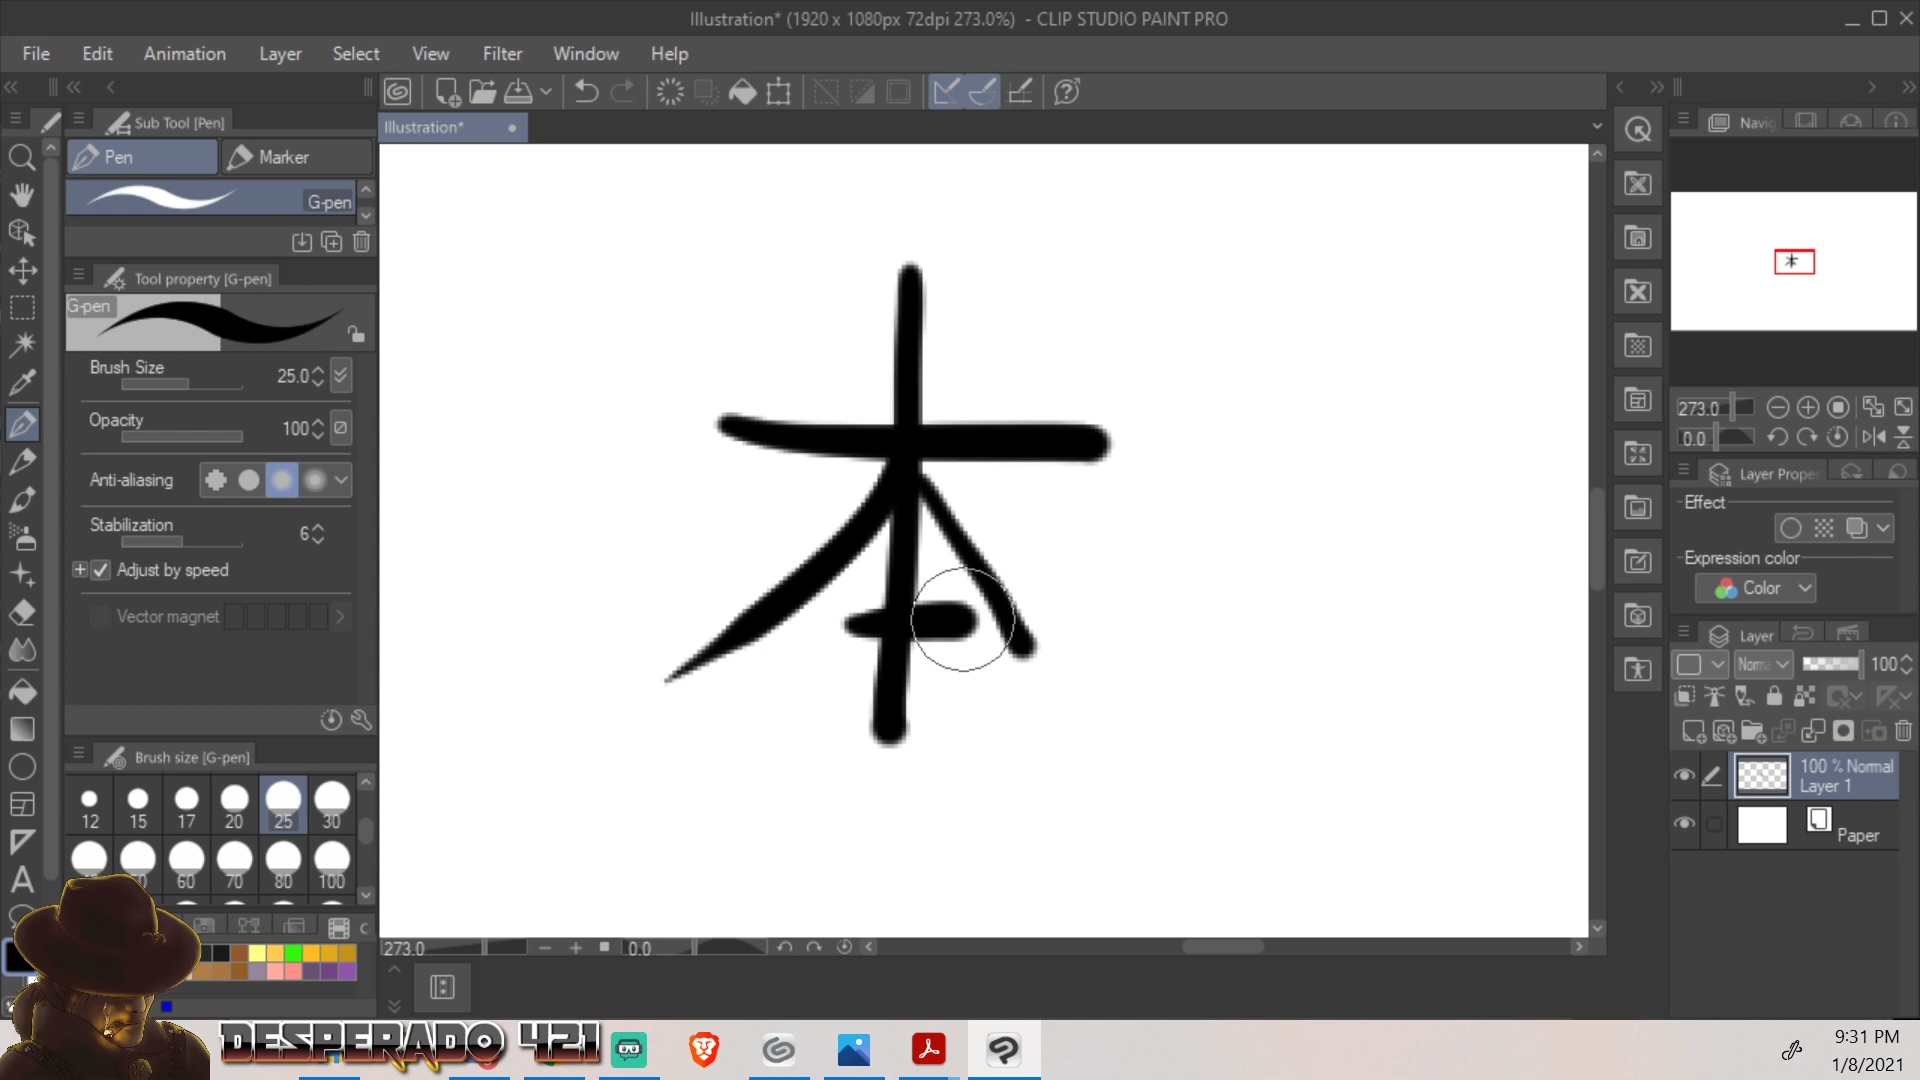 Illustration* (1920 x 1080px 72dpi 273.0%) - CLIP STUDIO PAINT PRO
File Edit Animation Layer Select View Filter Window Help
Sub Tool [Pen]
Illustration*
Pen Marker
G-pen
Tool property [G-pen]
G-pen
Brush Size 25.0
Opacity 100
Anti-aliasing
Stabilization 6
Adjust by speed
Vector magnet
Brush size [G-pen]
12 15 17 20 25 30
60 70 80 100
本
273.0 0.0
Navig
273.0
0.0
Layer Proper
Effect
Expression color
Color
Layer
Norm 100
100 % Normal
Layer 1
Paper
DESPERADO 421
9:31 PM
1/8/2021